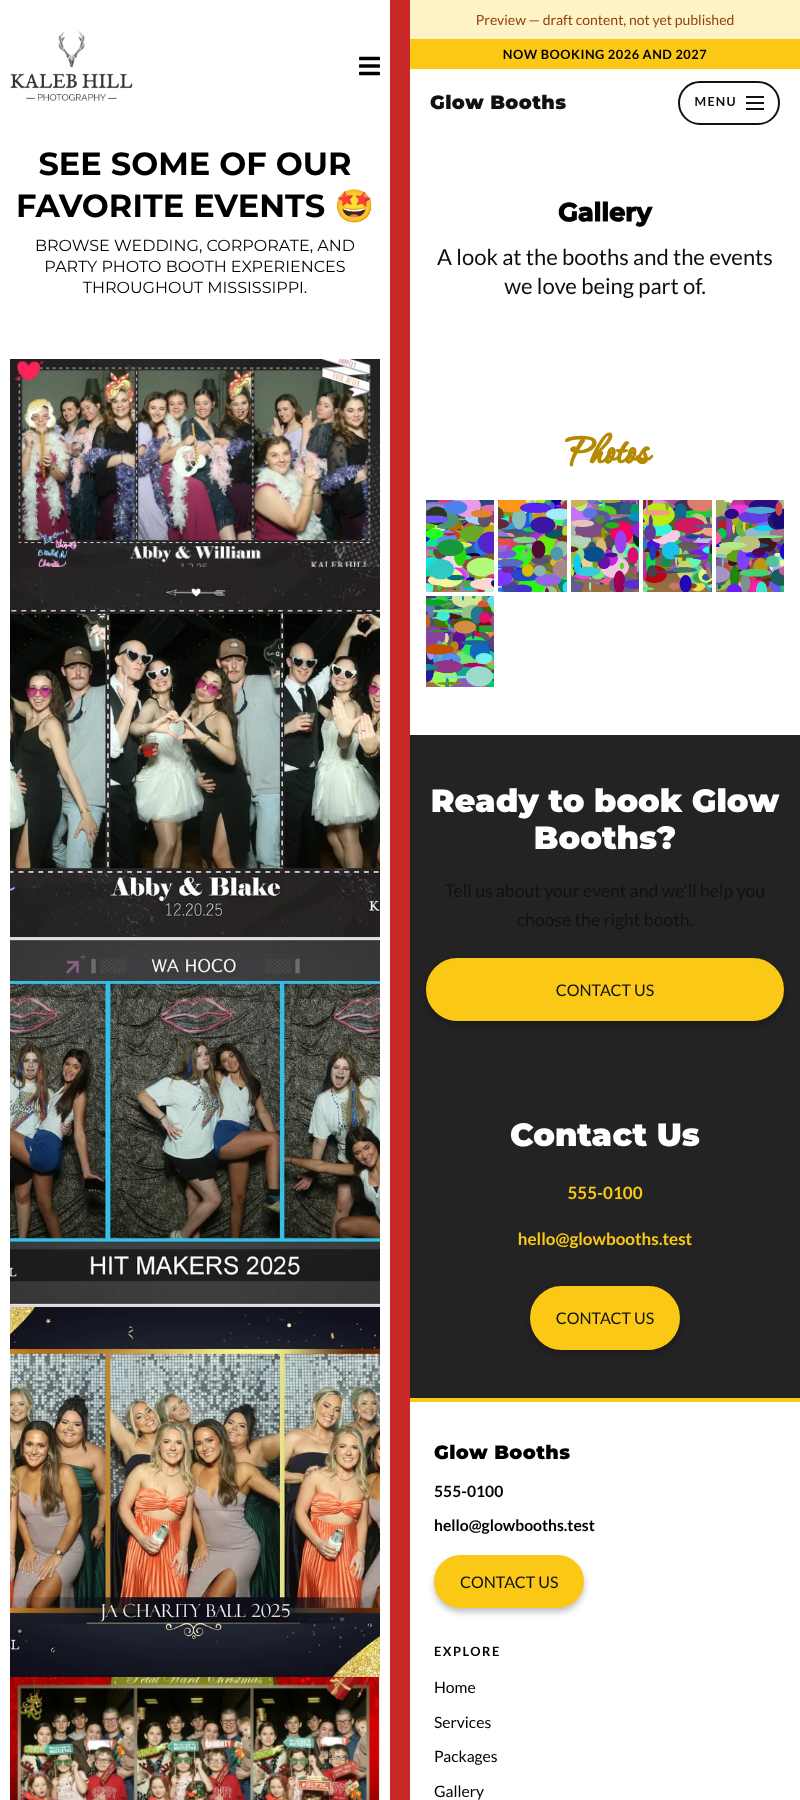 KALEB HILL
PHOTOGRAPHY
SEE SOME OF OUR
FAVORITE EVENTS 🤩
BROWSE WEDDING, CORPORATE, AND
PARTY PHOTO BOOTH EXPERIENCES
THROUGHOUT MISSISSIPPI.
Abby & William
KALEB HILL
Abby & Blake
12.20.25
K
WA HOCO
L
HIT MAKERS 2025
JA CHARITY BALL 2025
L
Preview — draft content, not yet published
NOW BOOKING 2026 AND 2027
Glow Booths
MENU
Gallery
A look at the booths and the events
we love being part of.
Photos
Ready to book Glow
Booths?
Tell us about your event and we'll help you
choose the right booth.
CONTACT US
Contact Us
555-0100
hello@glowbooths.test
CONTACT US
Glow Booths
555-0100
hello@glowbooths.test
CONTACT US
EXPLORE
Home
Services
Packages
Gallery